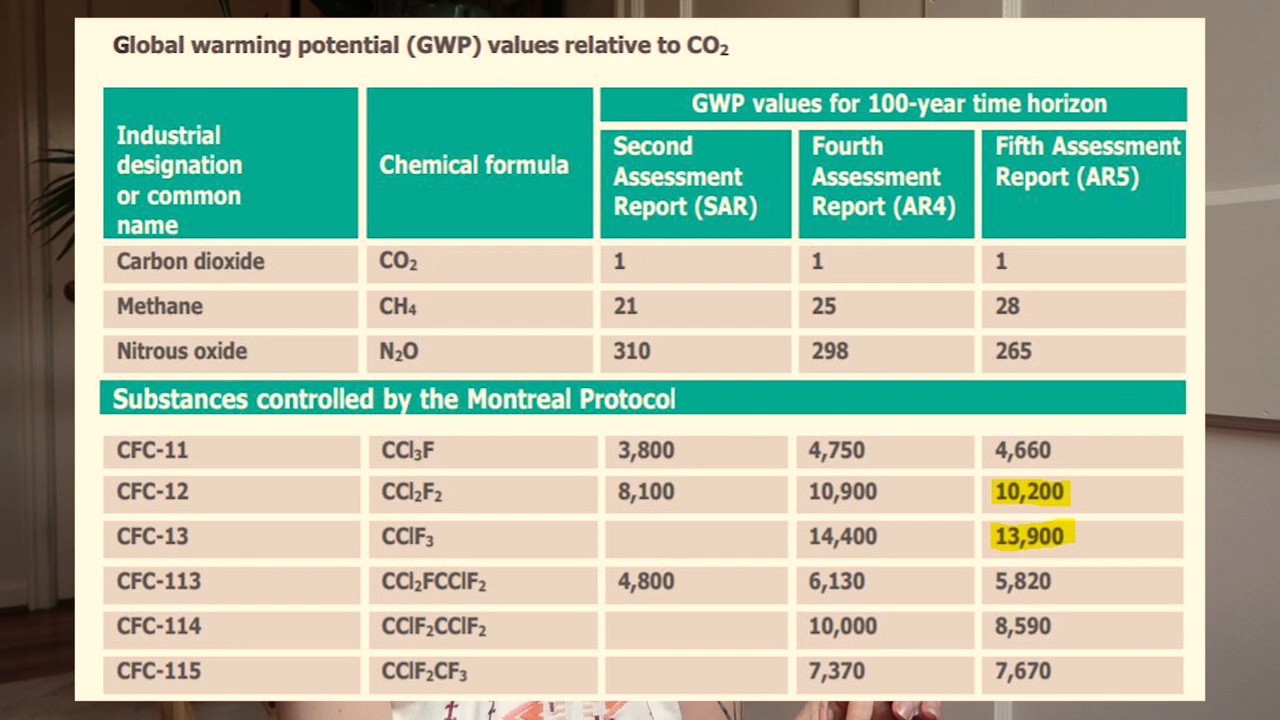 Global warming potential (GWP) values relative to CO₂
Industrial designation or common name
Chemical formula
GWP values for 100-year time horizon
Second Assessment Report (SAR)
Fourth Assessment Report (AR4)
Fifth Assessment Report (AR5)
Carbon dioxide CO₂ 1 1 1
Methane CH₄ 21 25 28
Nitrous oxide N₂O 310 298 265
Substances controlled by the Montreal Protocol
CFC-11 CCl₃F 3,800 4,750 4,660
CFC-12 CCl₂F₂ 8,100 10,900 10,200
CFC-13 CClF₃ 14,400 13,900
CFC-113 CCl₂FCClF₂ 4,800 6,130 5,820
CFC-114 CClF₂CClF₂ 10,000 8,590
CFC-115 CClF₂CF₃ 7,370 7,670